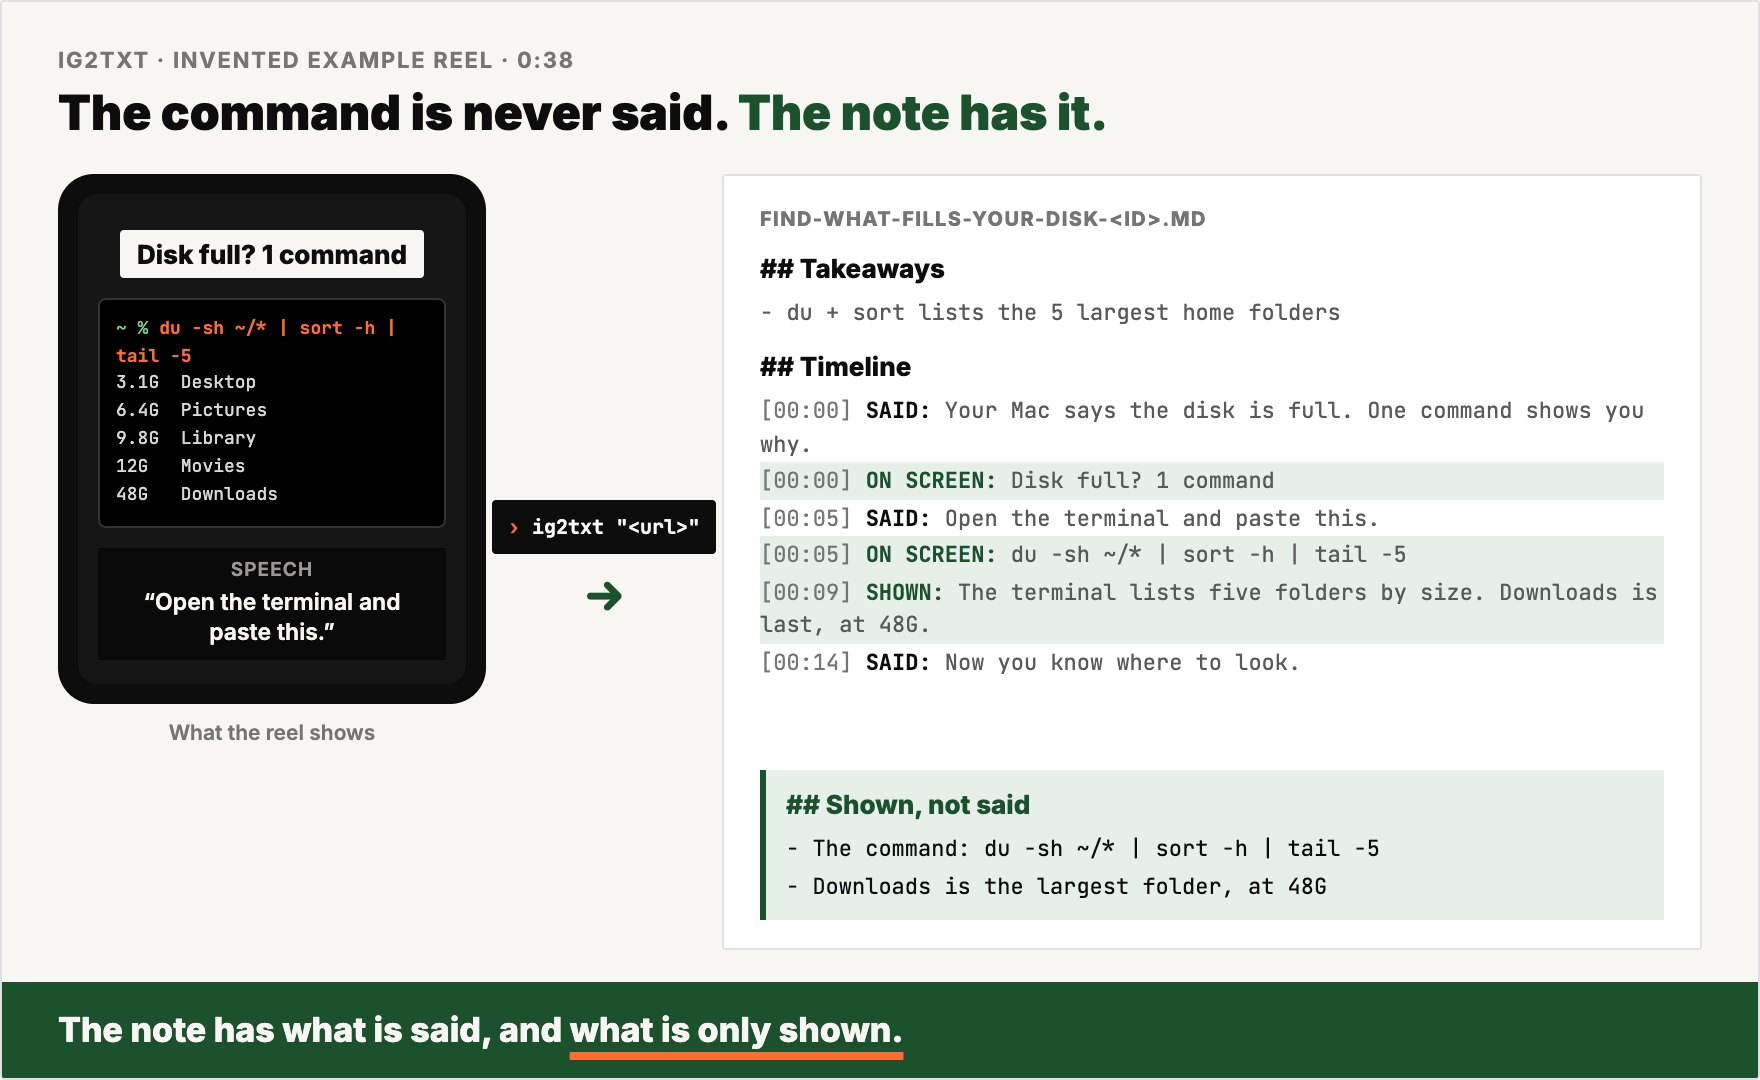 IG2TXT · INVENTED EXAMPLE REEL · 0:38
The command is never said. The note has it.
Disk full? 1 command
~ % du -sh ~/* | sort -h |
tail -5
3.1G Desktop
6.4G Pictures
9.8G Library
12G Movies
48G Downloads
SPEECH
“Open the terminal and
paste this.”
What the reel shows
› ig2txt "<url>"
→
FIND-WHAT-FILLS-YOUR-DISK-<ID>.MD
## Takeaways
- du + sort lists the 5 largest home folders
## Timeline
[00:00] SAID: Your Mac says the disk is full. One command shows you
why.
[00:00] ON SCREEN: Disk full? 1 command
[00:05] SAID: Open the terminal and paste this.
[00:05] ON SCREEN: du -sh ~/* | sort -h | tail -5
[00:09] SHOWN: The terminal lists five folders by size. Downloads is
last, at 48G.
[00:14] SAID: Now you know where to look.
## Shown, not said
- The command: du -sh ~/* | sort -h | tail -5
- Downloads is the largest folder, at 48G
The note has what is said, and what is only shown.